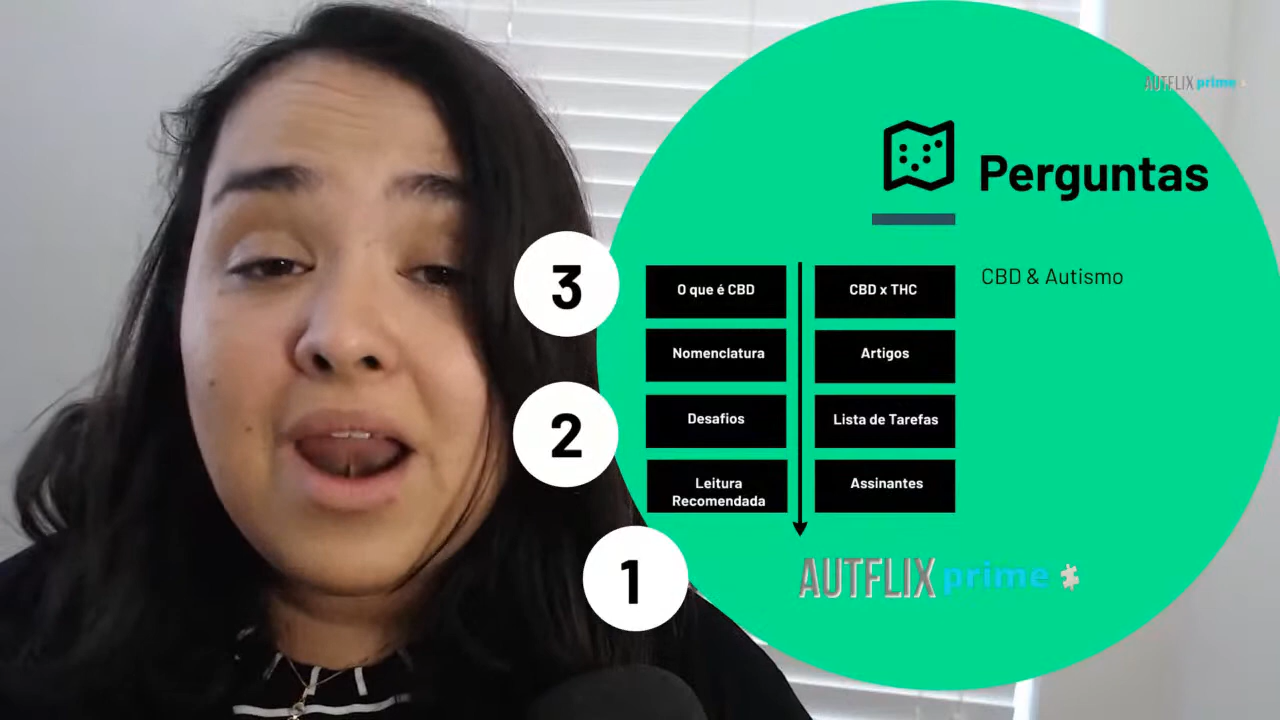 AUTFLIX prime
Perguntas
CBD & Autismo
3
O que é CBD
CBD x THC
Nomenclatura
Artigos
2
Desafios
Lista de Tarefas
Leitura
Recomendada
Assinantes
1
AUTFLIX prime